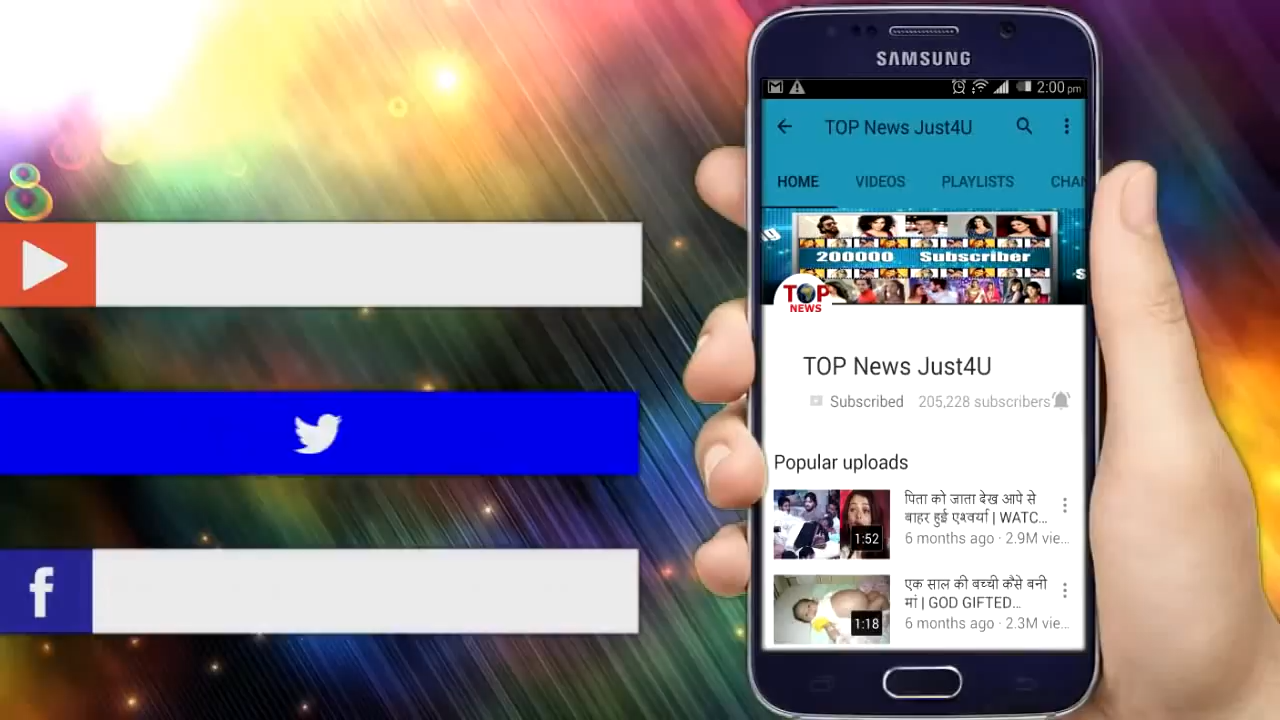 SAMSUNG
2:00 pm
TOP News Just4U
HOME VIDEOS PLAYLISTS CHAN
200000 Subscriber
TOP
NEWS
TOP News Just4U
Subscribed 205,228 subscribers
Popular uploads
पिता को जाता देख आपे से
बाहर हुई एश्वर्या | WATC...
6 months ago · 2.9M vie...
1:52
एक साल की बच्ची कैसे बनी
मां | GOD GIFTED...
6 months ago · 2.3M vie...
1:18